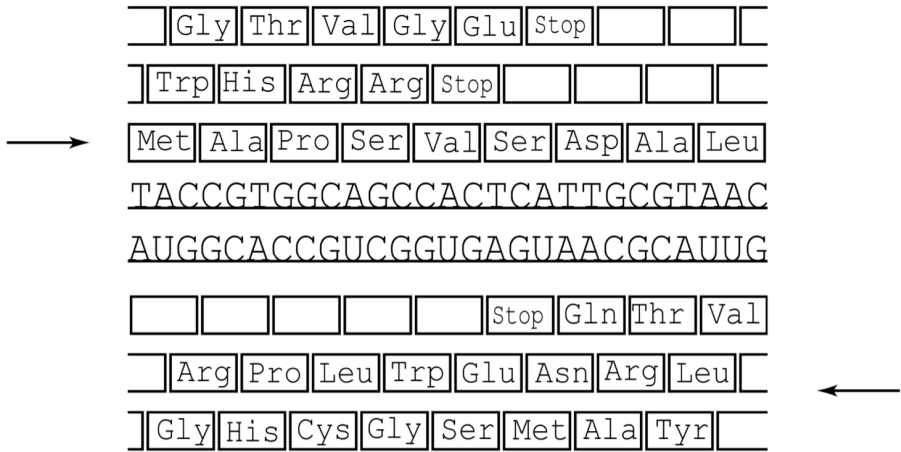 Gly Thr Val Gly Glu Stop
Trp His Arg Arg Stop
Met Ala Pro Ser Val Ser Asp Ala Leu
TACCGTGGCAGCCACTCATTGCGTAAC
AUGGCACCGUCGGUGAGUAACGCAUUG
Stop Gln Thr Val
Arg Pro Leu Trp Glu Asn Arg Leu
Gly His Cys Gly Ser Met Ala Tyr